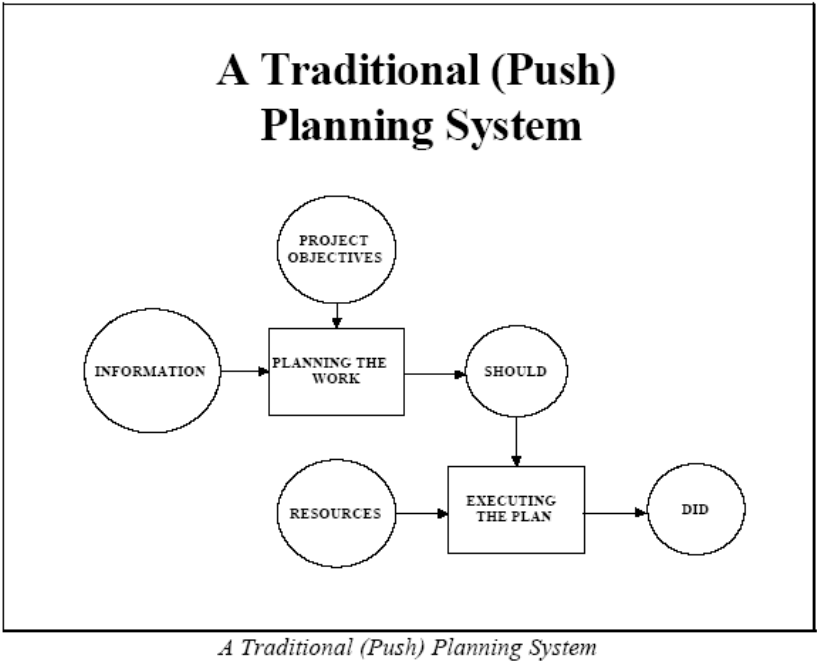 A Traditional (Push)
Planning System
PROJECT
OBJECTIVES
INFORMATION
PLANNING THE
WORK
SHOULD
RESOURCES
EXECUTING
THE PLAN
DID
A Traditional (Push) Planning System